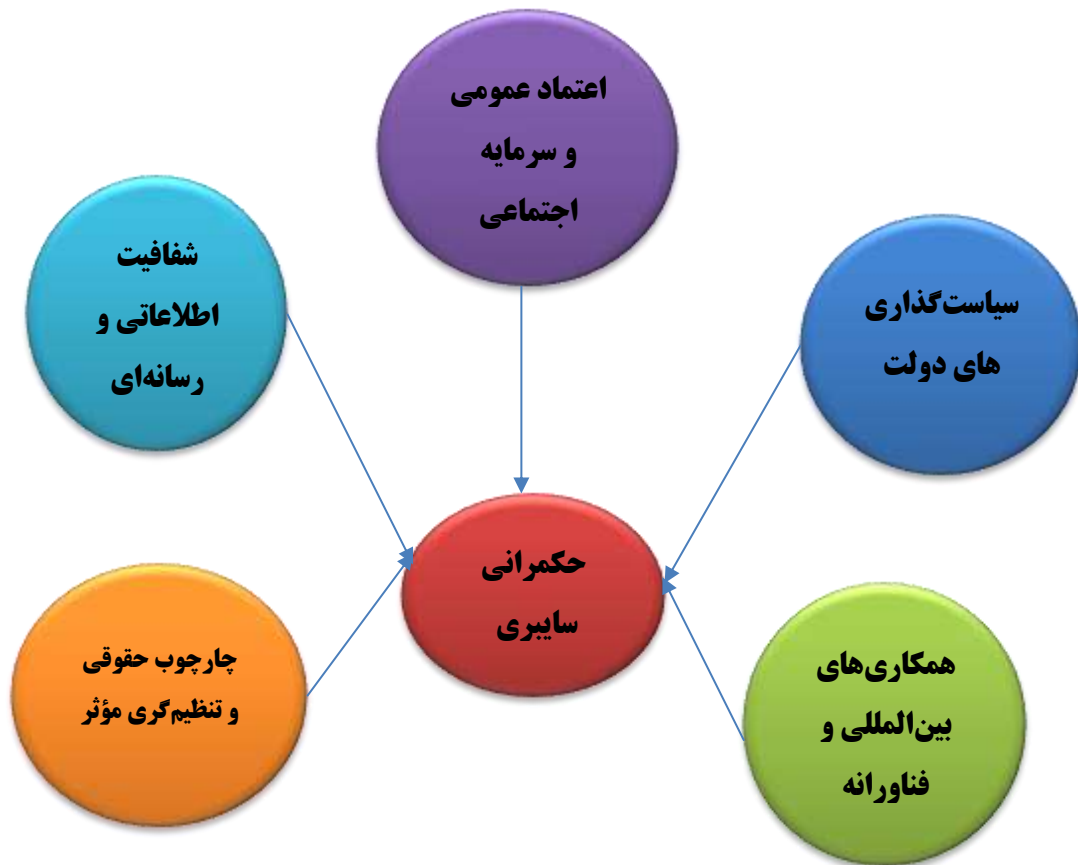 اعتماد عمومی
و سرمایه
اجتماعی
شفافیت
اطلاعاتی و
رسانه‌ای
سیاست‌گذاری
های دولت
حکمرانی
سایبری
چارچوب حقوقی
و تنظیم‌گری مؤثر
همکاری‌های
بین‌المللی و
فناورانه